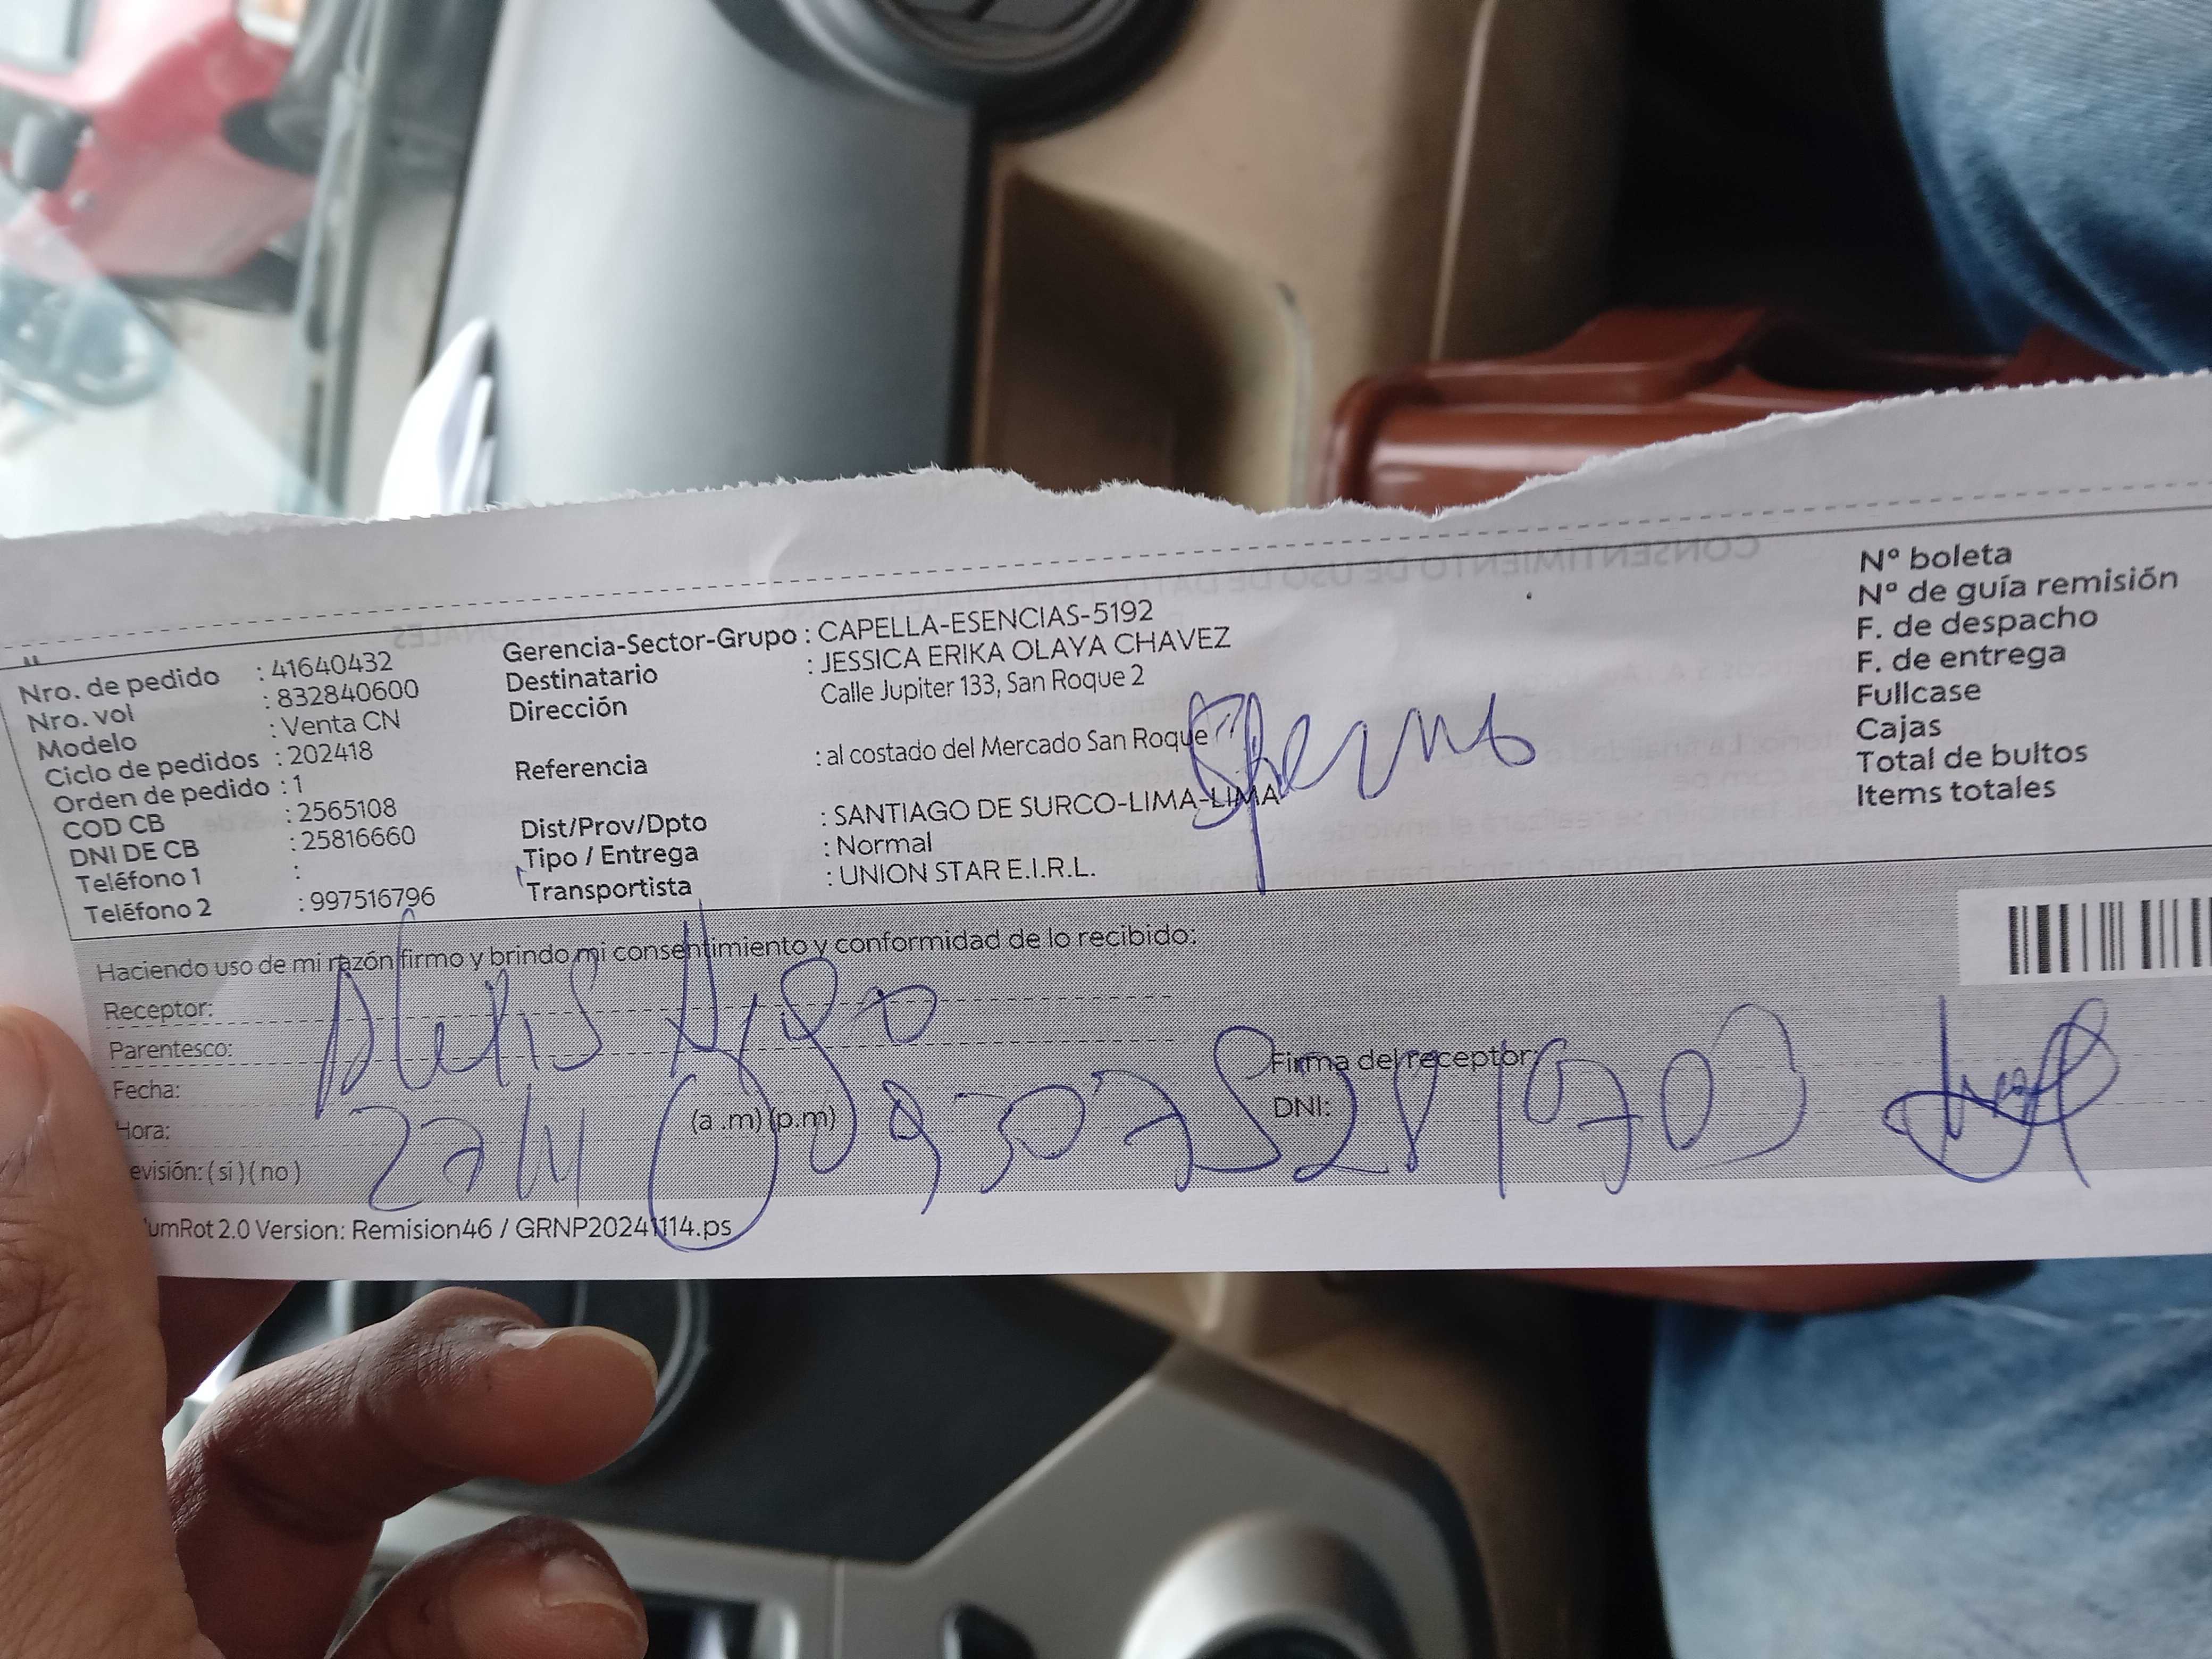 Nro. de pedido : 41640432
Nro. vol : 832840600
Modelo : Venta CN
Ciclo de pedidos : 202418
Orden de pedido : 1
COD CB : 2565108
DNI DE CB : 25816660
Teléfono 1 :
Teléfono 2 : 997516796
Gerencia-Sector-Grupo : CAPELLA-ESENCIAS-5192
Destinatario : JESSICA ERIKA OLAYA CHAVEZ
Dirección Calle Jupiter 133, San Roque 2
Referencia : al costado del Mercado San Roque
Dist/Prov/Dpto : SANTIAGO DE SURCO-LIMA-LIMA
Tipo / Entrega : Normal
Transportista : UNION STAR E.I.R.L.
N° boleta
N° de guía remisión
F. de despacho
F. de entrega
Fullcase
Cajas
Total de bultos
Items totales
Haciendo uso de mi razón firmo y brindo mi consentimiento y conformidad de lo recibido:
Receptor:
Parentesco:
Fecha:
Hora: (a .m) (p.m)
evisión: ( si ) ( no )
Firma del receptor:
DNI:
umRot 2.0 Version: Remision46 / GRNP20241114.ps